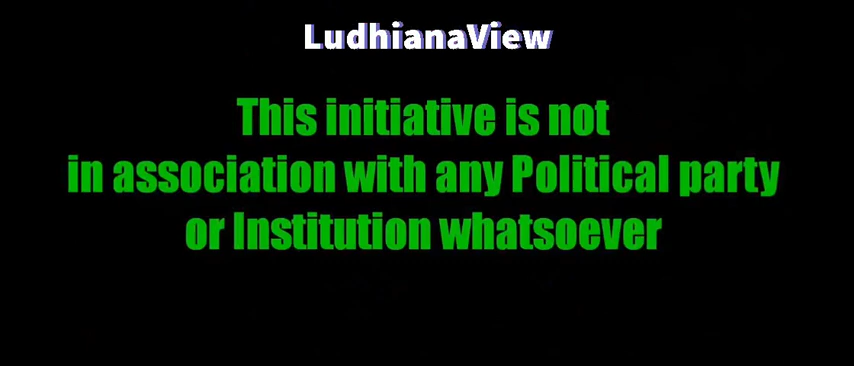 LudhianaView
This initiative is not
in association with any Political party
or Institution whatsoever